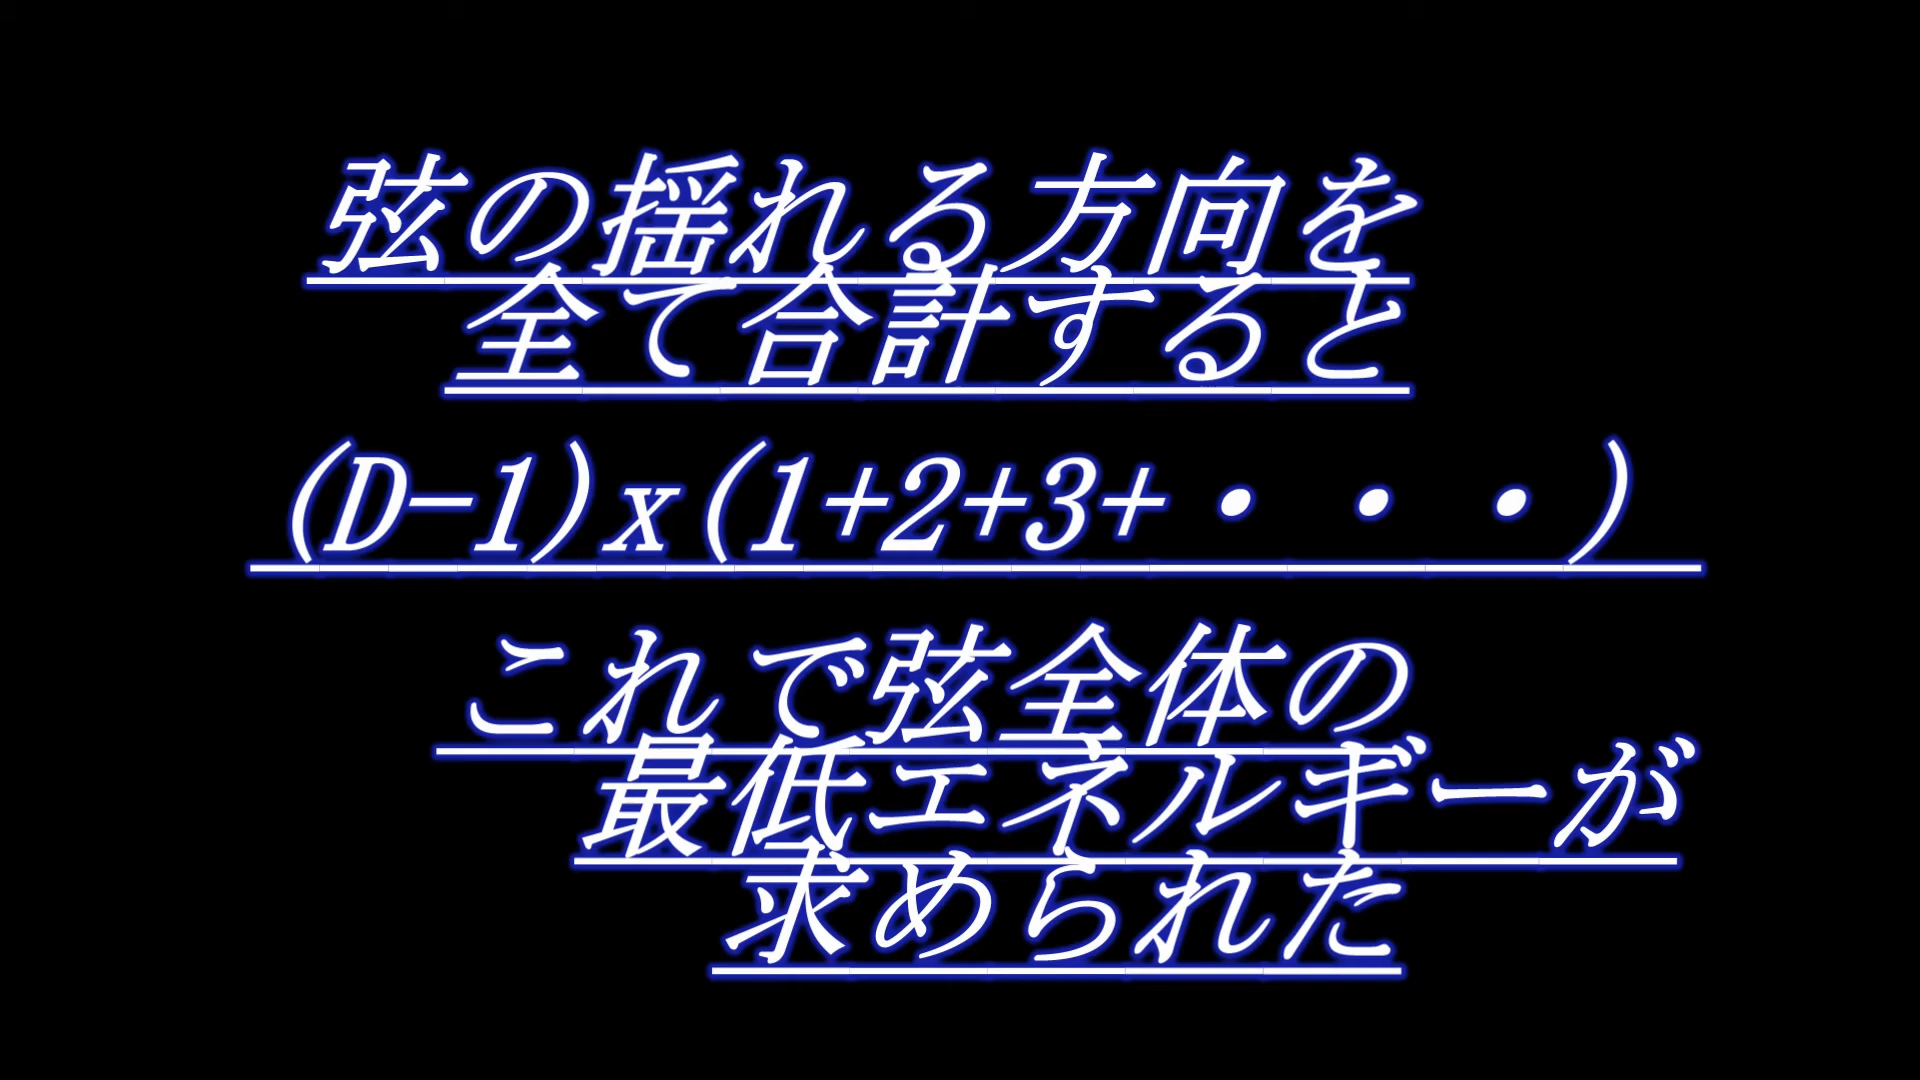 弦の揺れる方向を
全て合計すると
(D-1)x(1+2+3+・・・)
これで弦全体の
最低エネルギーが
求められた